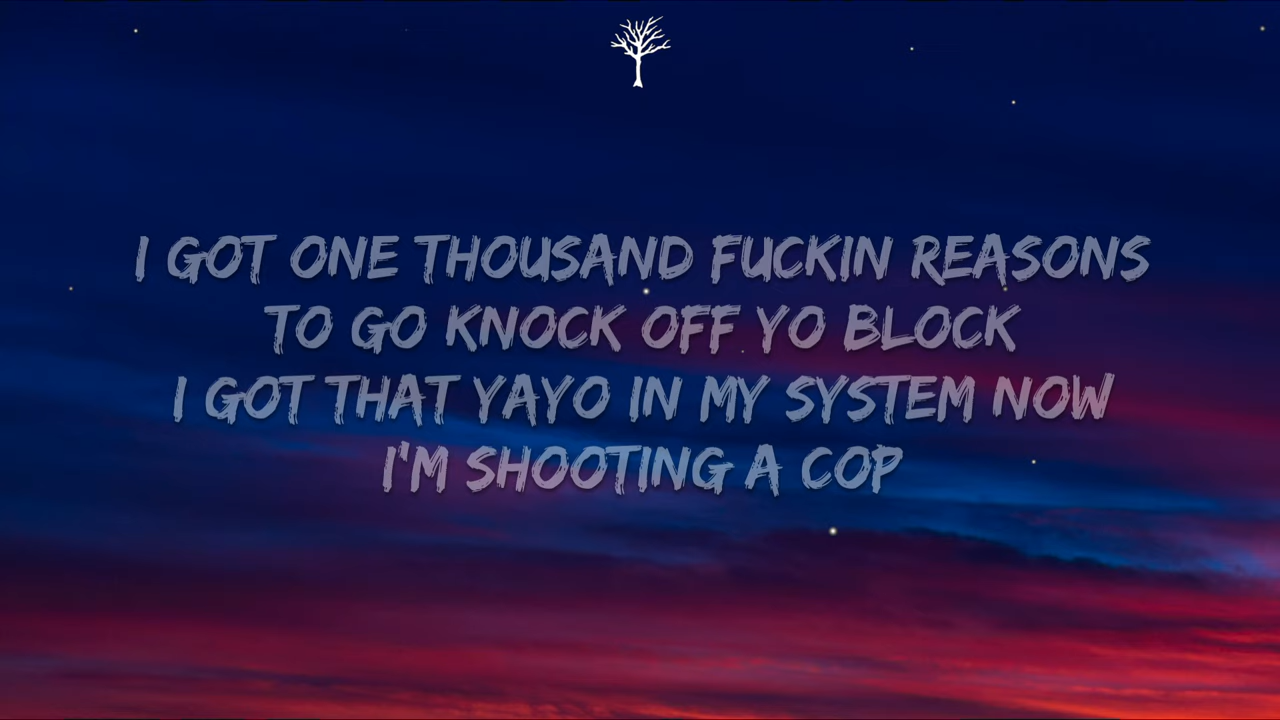 I GOT ONE THOUSAND FUCKIN REASONS
TO GO KNOCK OFF YO BLOCK
I GOT THAT YAYO IN MY SYSTEM NOW
I'M SHOOTING A COP